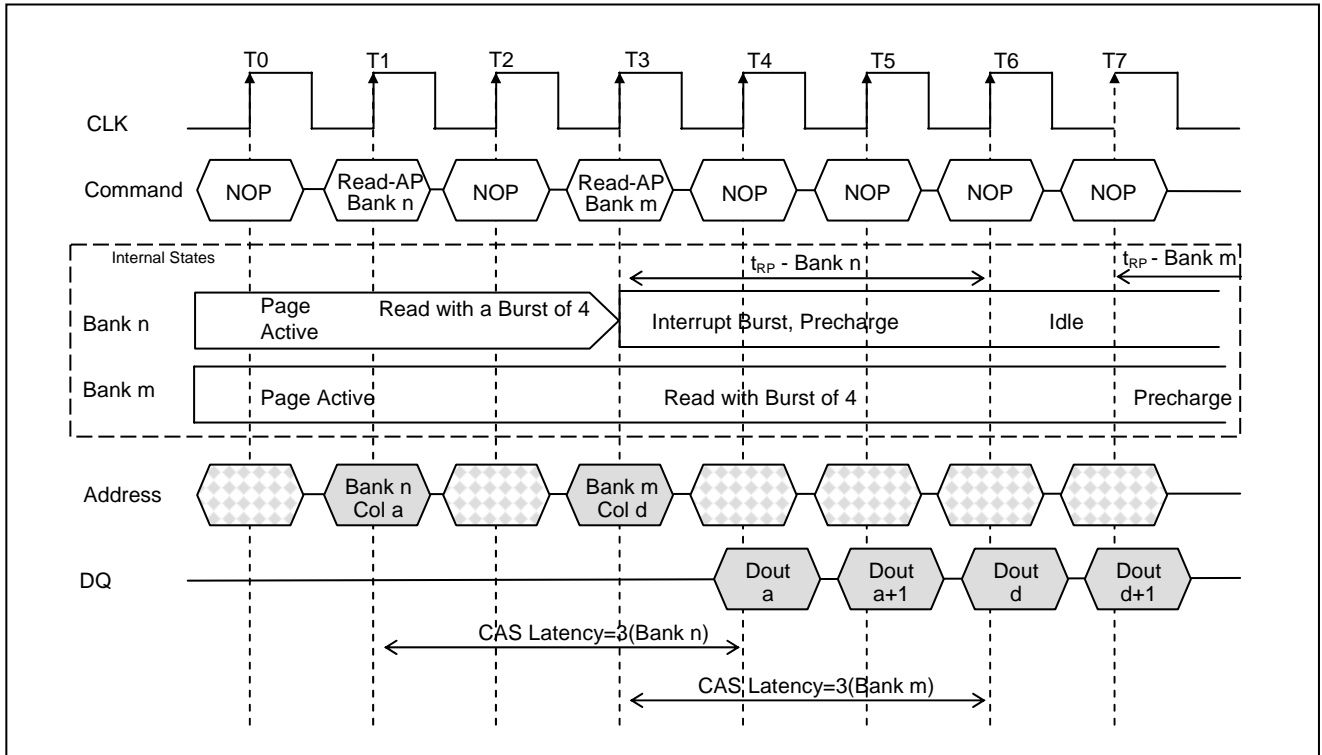 T0 T1 T2 T3 T4 T5 T6 T7
CLK
Command NOP Read-AP Bank n NOP Read-AP Bank m NOP NOP NOP NOP
Internal States
tRP - Bank n tRP - Bank m
Bank n Page Active Read with a Burst of 4 Interrupt Burst, Precharge Idle
Bank m Page Active Read with Burst of 4 Precharge
Address Bank n Col a Bank m Col d
DQ Dout a Dout a+1 Dout d Dout d+1
CAS Latency=3(Bank n)
CAS Latency=3(Bank m)